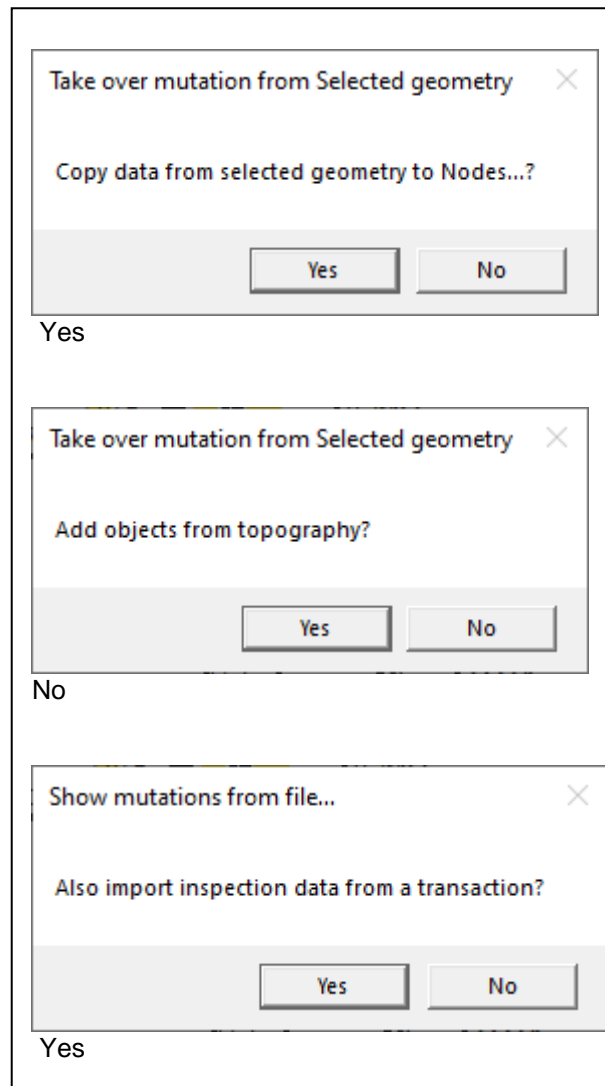 Take over mutation from Selected geometry
Copy data from selected geometry to Nodes...?
Yes No
Yes
Take over mutation from Selected geometry
Add objects from topography?
Yes No
No
Show mutations from file...
Also import inspection data from a transaction?
Yes No
Yes